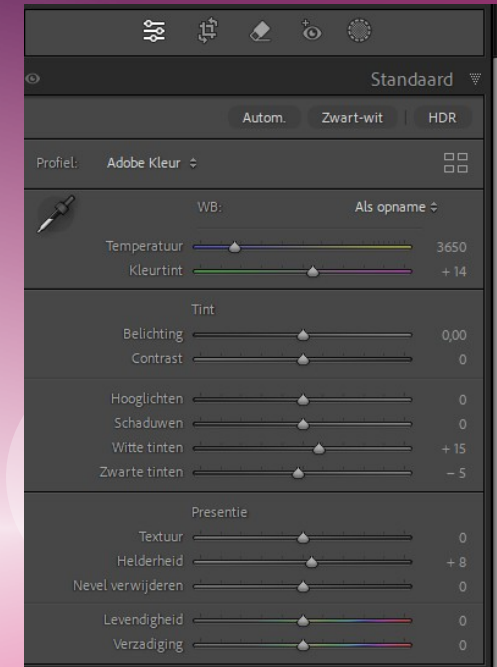 Standaard
Autom. Zwart-wit HDR
Profiel: Adobe Kleur
WB: Als opname
Temperatuur 3650
Kleurtint + 14
Tint
Belichting 0,00
Contrast 0
Hooglichten 0
Schaduwen 0
Witte tinten + 15
Zwarte tinten – 5
Presentie
Textuur 0
Helderheid + 8
Nevel verwijderen 0
Levendigheid 0
Verzadiging 0